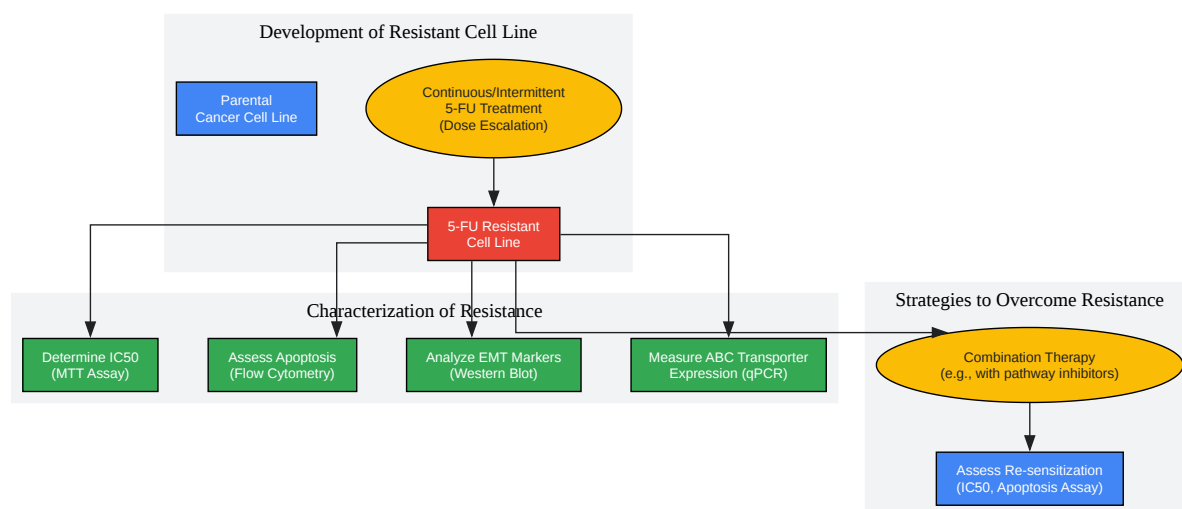 Development of Resistant Cell Line
Parental
Cancer Cell Line
Continuous/Intermittent
5-FU Treatment
(Dose Escalation)
5-FU Resistant
Cell Line
Characterization of Resistance
Determine IC50
(MTT Assay)
Assess Apoptosis
(Flow Cytometry)
Analyze EMT Markers
(Western Blot)
Measure ABC Transporter
Expression (qPCR)
Strategies to Overcome Resistance
Combination Therapy
(e.g., with pathway inhibitors)
Assess Re-sensitization
(IC50, Apoptosis Assay)